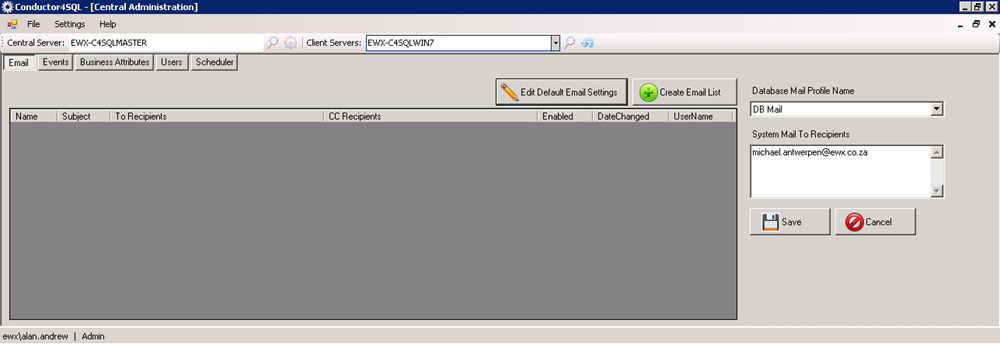 Conductor4SQL - [Central Administration]
File Settings Help
Central Server: EWX-C4SQLMASTER Client Servers: EWX-C4SQLWIN7
Email Events Business Attributes Users Scheduler
Edit Default Email Settings Create Email List
Database Mail Profile Name
DB Mail
Name Subject To Recipients CC Recipients Enabled DateChanged UserName
System Mail To Recipients
michael.antwerpen@ewx.co.za
Save Cancel
ewx\alan.andrew | Admin